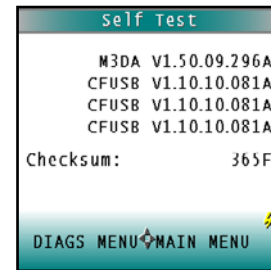 Self Test
M3DA V1.50.09.296A
CFUSB V1.10.10.081A
CFUSB V1.10.10.081A
CFUSB V1.10.10.081A
Checksum: 365F
DIAGS MENU MAIN MENU